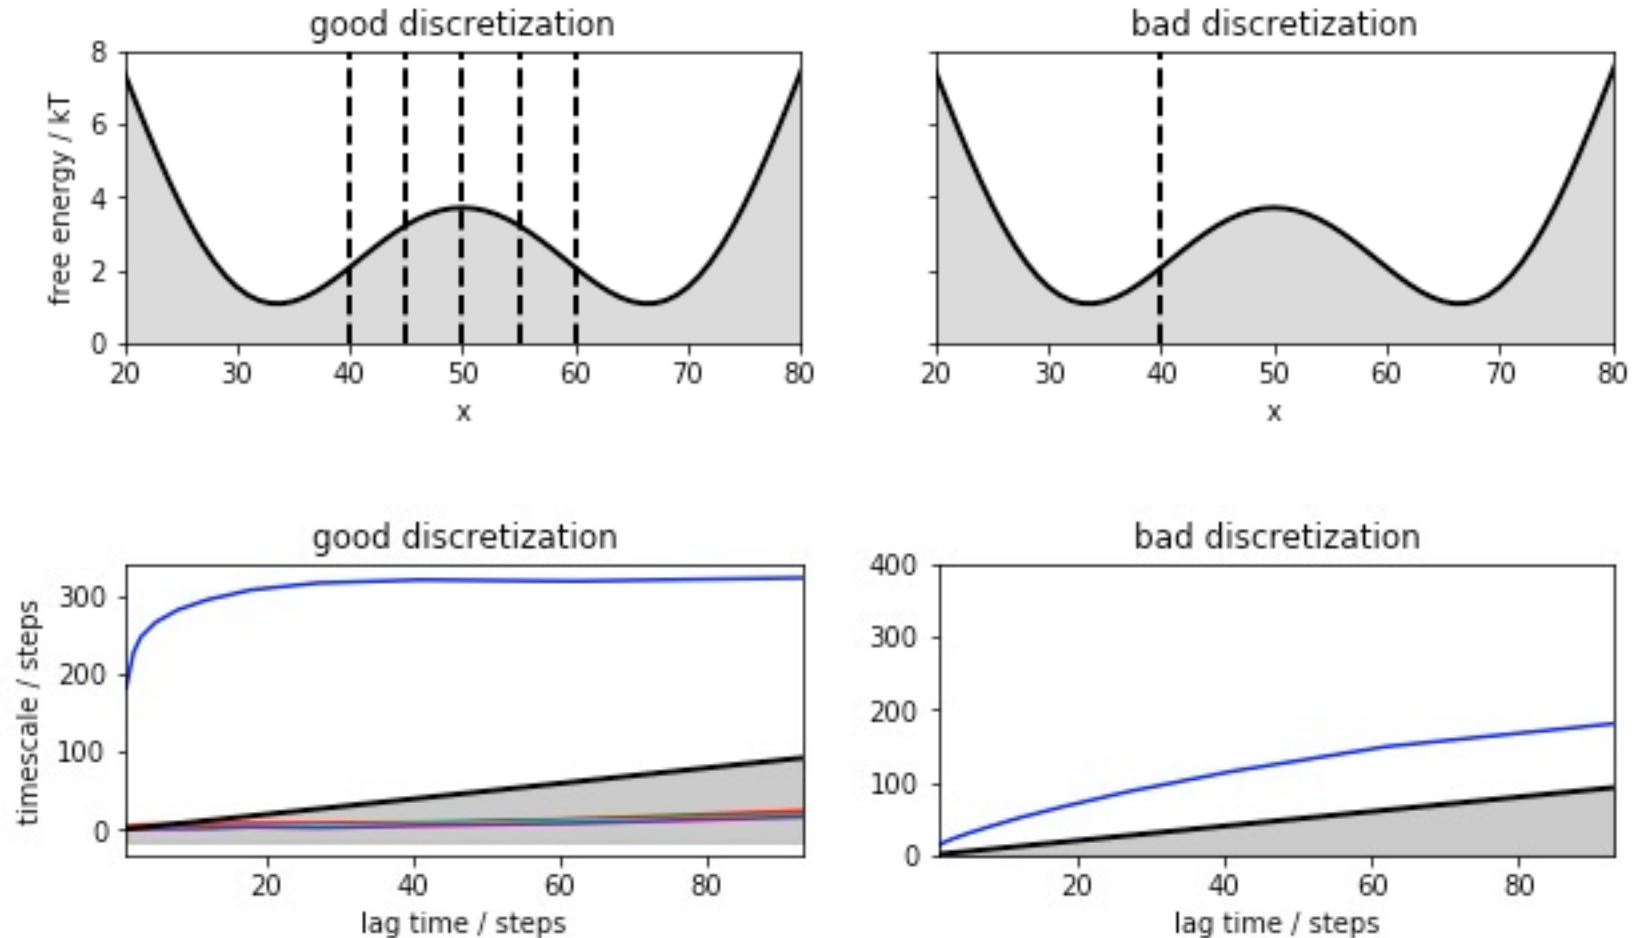 good discretization
bad discretization
free energy / kT
8
6
4
2
0
20 30 40 50 60 70 80
x
20 30 40 50 60 70 80
x
good discretization
bad discretization
timescale / steps
300
200
100
0
20 40 60 80
lag time / steps
400
300
200
100
0
20 40 60 80
lag time / steps